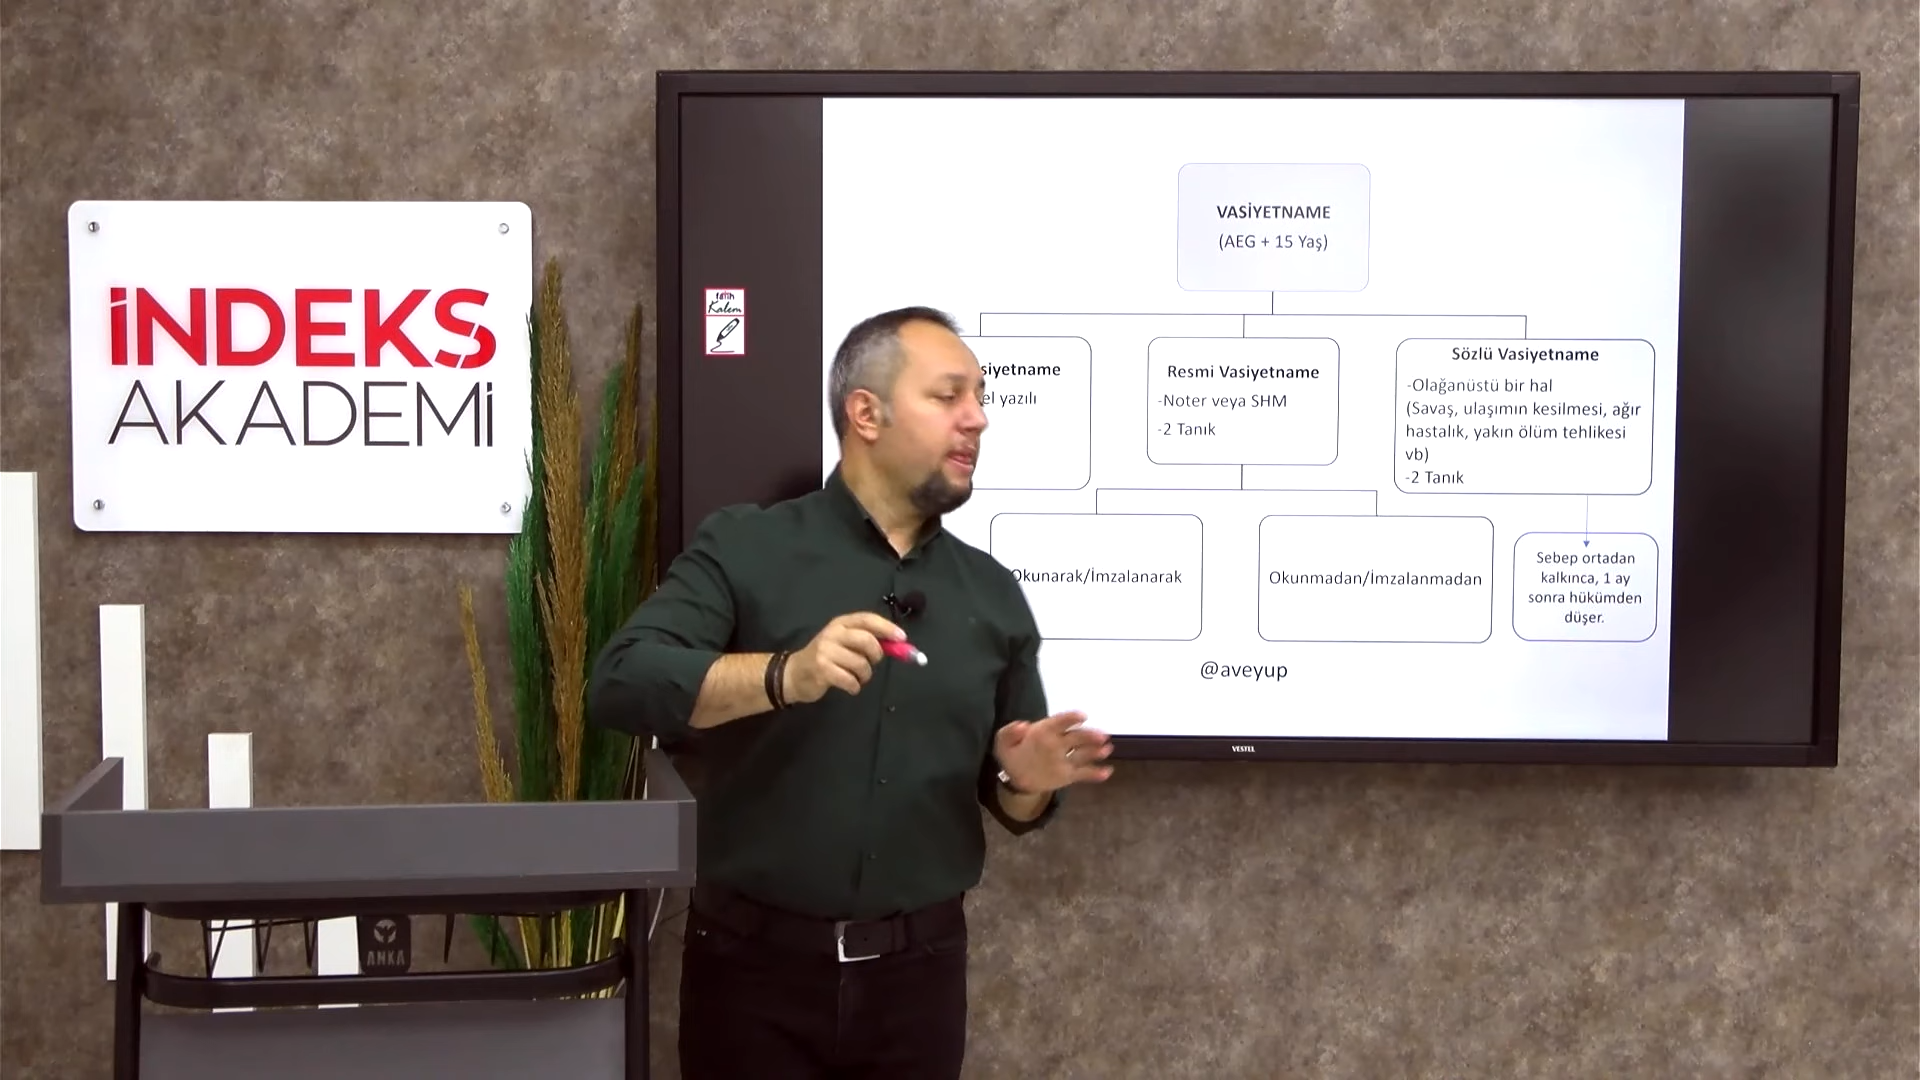 İNDEKS
AKADEMİ
fatih
Kalem
VASİYETNAME
(AEG + 15 Yaş)
siyetname
el yazılı
Resmi Vasiyetname
-Noter veya SHM
-2 Tanık
Sözlü Vasiyetname
-Olağanüstü bir hal
(Savaş, ulaşımın kesilmesi, ağır
hastalık, yakın ölüm tehlikesi
vb)
-2 Tanık
Okunarak/İmzalanarak
Okunmadan/İmzalanmadan
Sebep ortadan
kalkınca, 1 ay
sonra hükümden
düşer.
@aveyup
VESTEL
ANKA